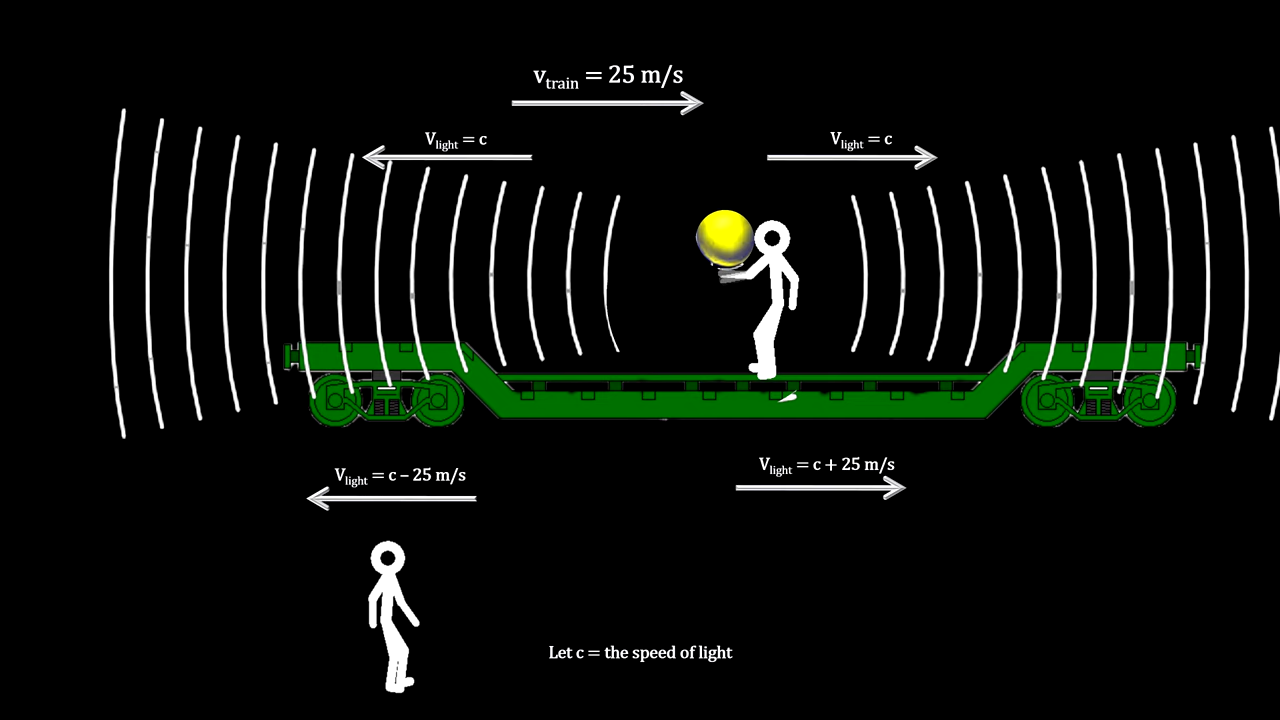 v_train = 25 m/s
V_light = c
V_light = c
V_light = c – 25 m/s
V_light = c + 25 m/s
Let c = the speed of light